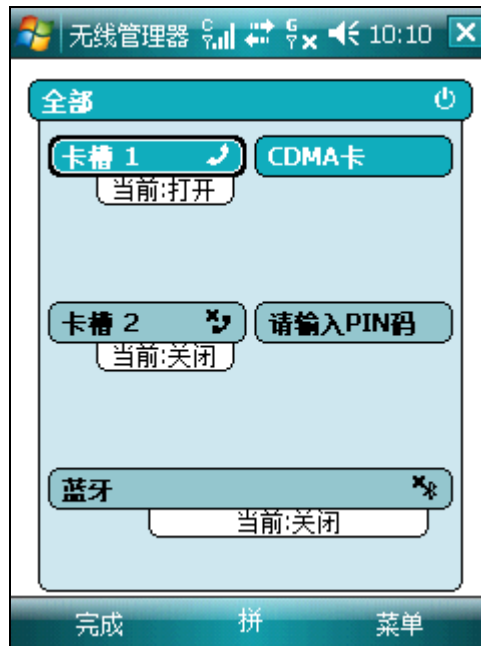 无线管理器 C G 10:10
全部
卡槽 1 CDMA卡
当前:打开
卡槽 2 请输入PIN码
当前:关闭
蓝牙
当前:关闭
完成 拼 菜单